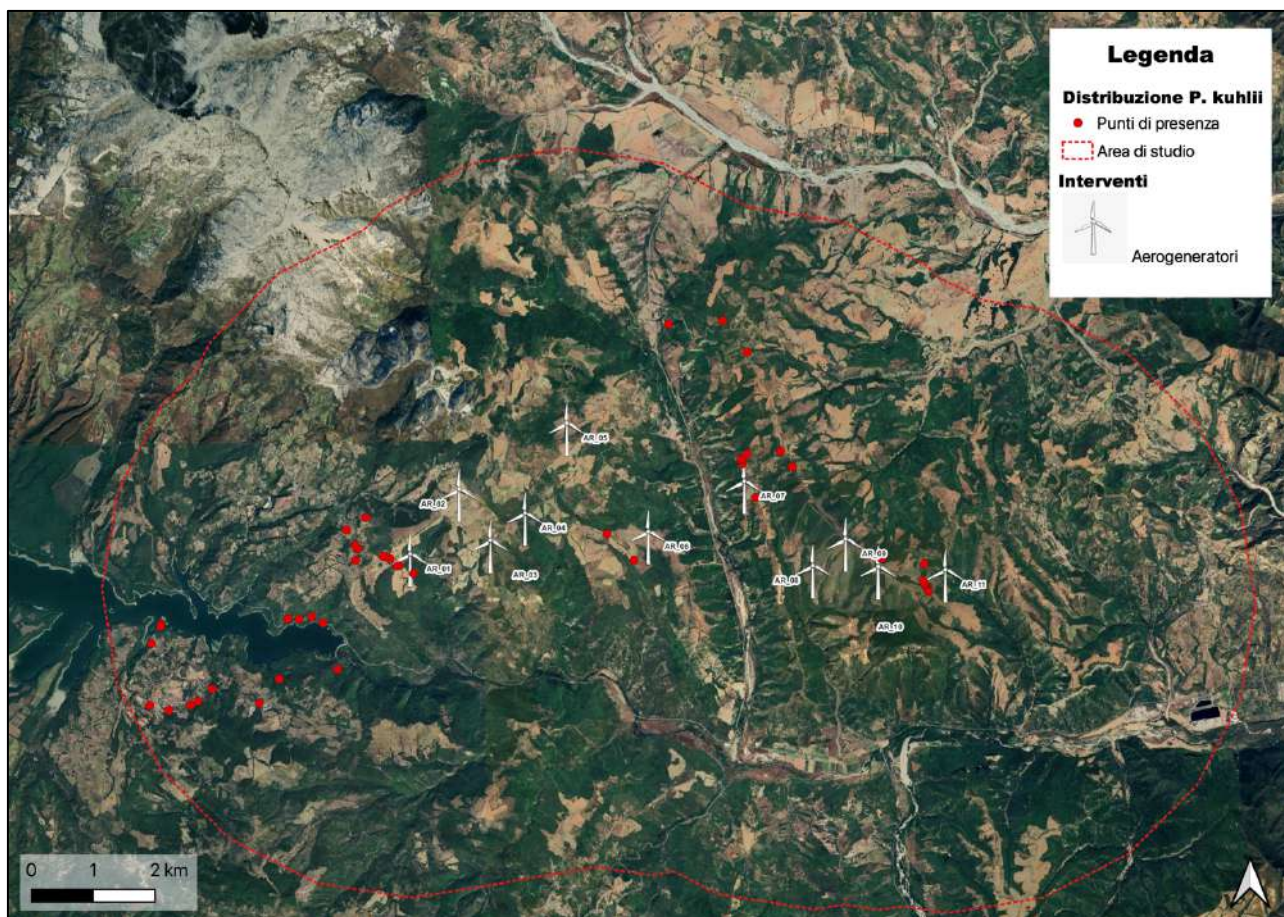 Legenda
Distribuzione P. kuhlii
Punti di presenza
Area di studio
Interventi
Aerogeneratori
AR_05
AR_02
AR_07
AR_04
AR_06
AR_09
AR_01
AR_03
AR_08
AR_11
AR_10
0 1 2 km